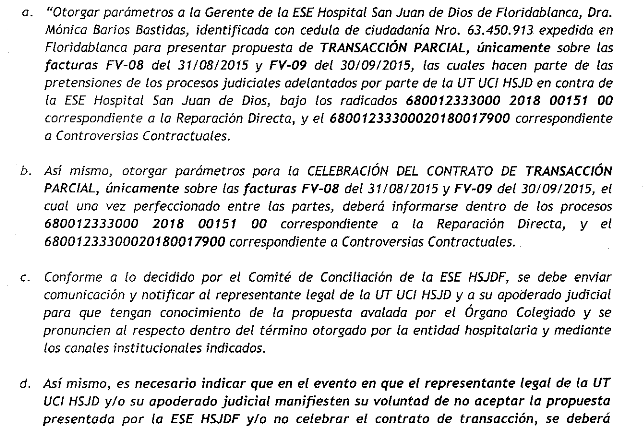 a. “Otorgar parámetros a la Gerente de la ESE Hospital San Juan de Dios de Floridablanca, Dra.
Mónica Barios Bastidas, identificada con cedula de ciudadanía Nro. 63.450.913 expedida en
Floridablanca para presentar propuesta de TRANSACCIÓN PARCIAL, únicamente sobre las
facturas FV-08 del 31/08/2015 y FV-09 del 30/09/2015, las cuales hacen parte de las
pretensiones de los procesos judiciales adelantados por parte de la UT UCI HSJD en contra de
la ESE Hospital San Juan de Dios, bajo los radicados 680012333000 2018 00151 00
correspondiente a la Reparación Directa, y el 68001233300020180017900 correspondiente
a Controversias Contractuales.
b. Así mismo, otorgar parámetros para la CELEBRACIÓN DEL CONTRATO DE TRANSACCIÓN
PARCIAL, únicamente sobre las facturas FV-08 del 31/08/2015 y FV-09 del 30/09/2015, el
cual una vez perfeccionado entre las partes, deberá informarse dentro de los procesos
680012333000 2018 00151 00 correspondiente a la Reparación Directa, y el
68001233300020180017900 correspondiente a Controversias Contractuales.
c. Conforme a lo decidido por el Comité de Conciliación de la ESE HSJDF, se debe enviar
comunicación y notificar al representante legal de la UT UCI HSJD y a su apoderado judicial
para que tengan conocimiento de la propuesta avalada por el Órgano Colegiado y se
pronuncien al respecto dentro del término otorgado por la entidad hospitalaria y mediante
los canales institucionales indicados.
d. Así mismo, es necesario indicar que en el evento en que el representante legal de la UT
UCI HSJD y/o su apoderado judicial manifiesten su voluntad de no aceptar la propuesta
presentada por la ESE HSJDF y/o no celebrar el contrato de transacción, se deberá